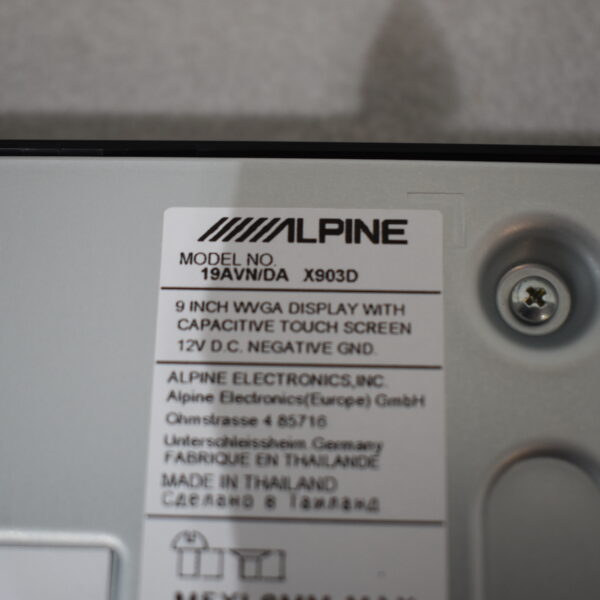 ALPINE
MODEL NO.
19AVN/DA X903D
9 INCH WVGA DISPLAY WITH
CAPACITIVE TOUCH SCREEN
12V D.C. NEGATIVE GND.
ALPINE ELECTRONICS,INC.
Alpine Electronics(Europe) GmbH
Ohmstrasse 4 85716
Unterschleissheim Germany
FABRIQUE EN THAILANDE
MADE IN THAILAND
Сделано в Таиланд